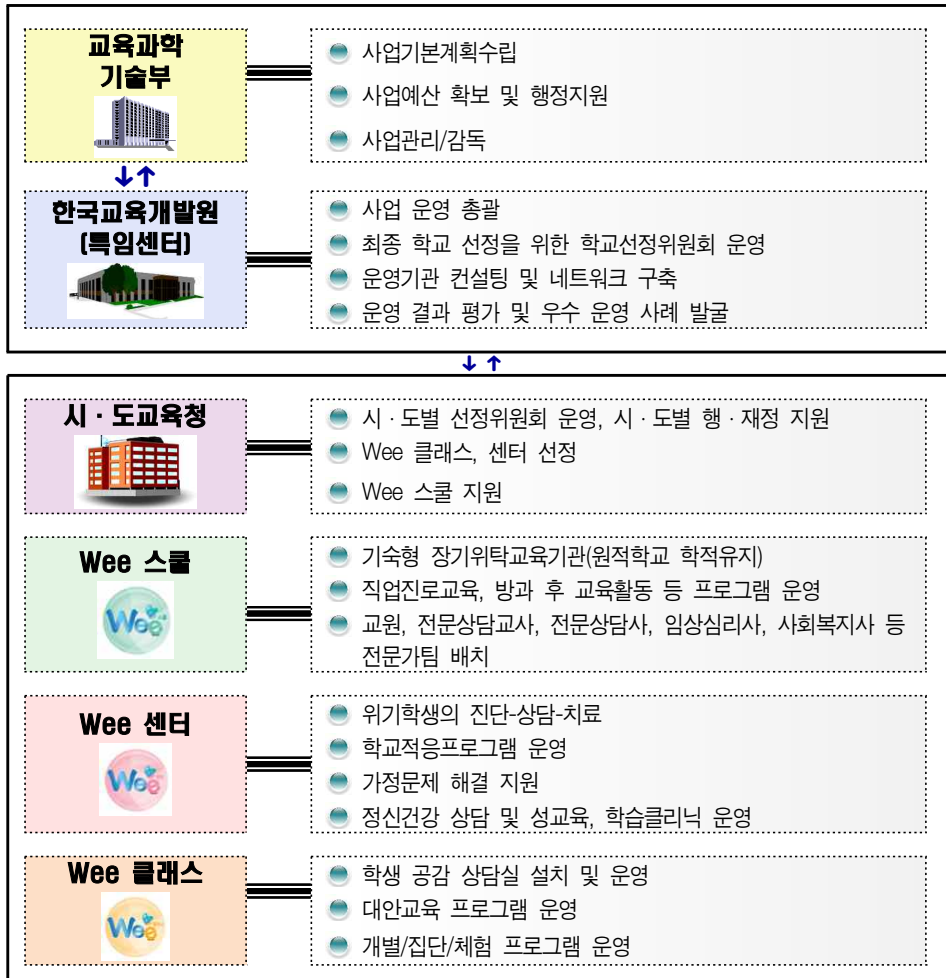 교육과학
기술부
사업기본계획수립
사업예산 확보 및 행정지원
사업관리/감독
↓↑
한국교육개발원
(특임센터)
사업 운영 총괄
최종 학교 선정을 위한 학교선정위원회 운영
운영기관 컨설팅 및 네트워크 구축
운영 결과 평가 및 우수 운영 사례 발굴
↓ ↑
시·도교육청
시·도별 선정위원회 운영, 시·도별 행·재정 지원
Wee 클래스, 센터 선정
Wee 스쿨 지원
Wee 스쿨
Wee
기숙형 장기위탁교육기관(원적학교 학적유지)
직업진로교육, 방과 후 교육활동 등 프로그램 운영
교원, 전문상담교사, 전문상담사, 임상심리사, 사회복지사 등
전문가팀 배치
Wee 센터
Wee
위기학생의 진단-상담-치료
학교적응프로그램 운영
가정문제 해결 지원
정신건강 상담 및 성교육, 학습클리닉 운영
Wee 클래스
Wee
학생 공감 상담실 설치 및 운영
대안교육 프로그램 운영
개별/집단/체험 프로그램 운영